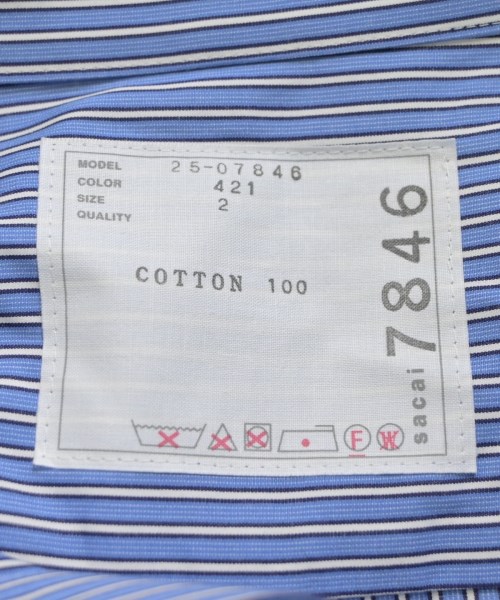 MODEL 25-07846
COLOR 421
SIZE 2
QUALITY
COTTON 100
sacai 7846
F
W